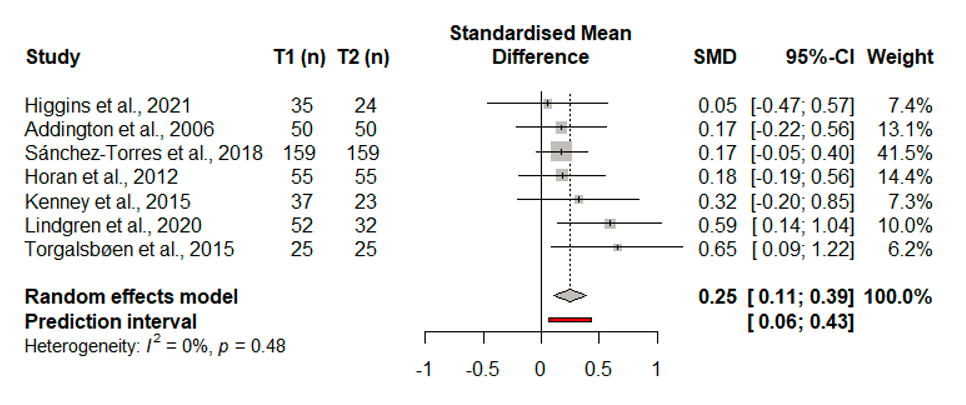 Standardised Mean
Study T1 (n) T2 (n) Difference SMD 95%-CI Weight
Higgins et al., 2021 35 24 0.05 [-0.47; 0.57] 7.4%
Addington et al., 2006 50 50 0.17 [-0.22; 0.56] 13.1%
Sánchez-Torres et al., 2018 159 159 0.17 [-0.05; 0.40] 41.5%
Horan et al., 2012 55 55 0.18 [-0.19; 0.56] 14.4%
Kenney et al., 2015 37 23 0.32 [-0.20; 0.85] 7.3%
Lindgren et al., 2020 52 32 0.59 [ 0.14; 1.04] 10.0%
Torgalsbøen et al., 2015 25 25 0.65 [ 0.09; 1.22] 6.2%
Random effects model 0.25 [ 0.11; 0.39] 100.0%
Prediction interval [ 0.06; 0.43]
Heterogeneity: I² = 0%, p = 0.48
-1 -0.5 0 0.5 1